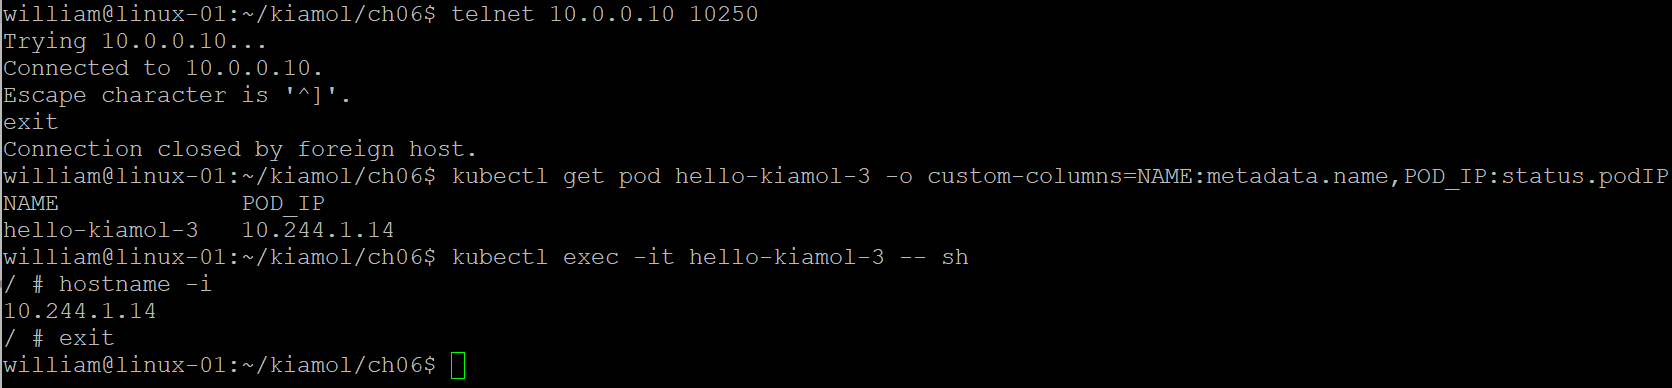 william@linux-01:~/kiamol/ch06$ telnet 10.0.0.10 10250
Trying 10.0.0.10...
Connected to 10.0.0.10.
Escape character is '^]'.
exit
Connection closed by foreign host.
william@linux-01:~/kiamol/ch06$ kubectl get pod hello-kiamol-3 -o custom-columns=NAME:metadata.name,POD_IP:status.podIP
NAME             POD_IP
hello-kiamol-3   10.244.1.14
william@linux-01:~/kiamol/ch06$ kubectl exec -it hello-kiamol-3 -- sh
/ # hostname -i
10.244.1.14
/ # exit
william@linux-01:~/kiamol/ch06$